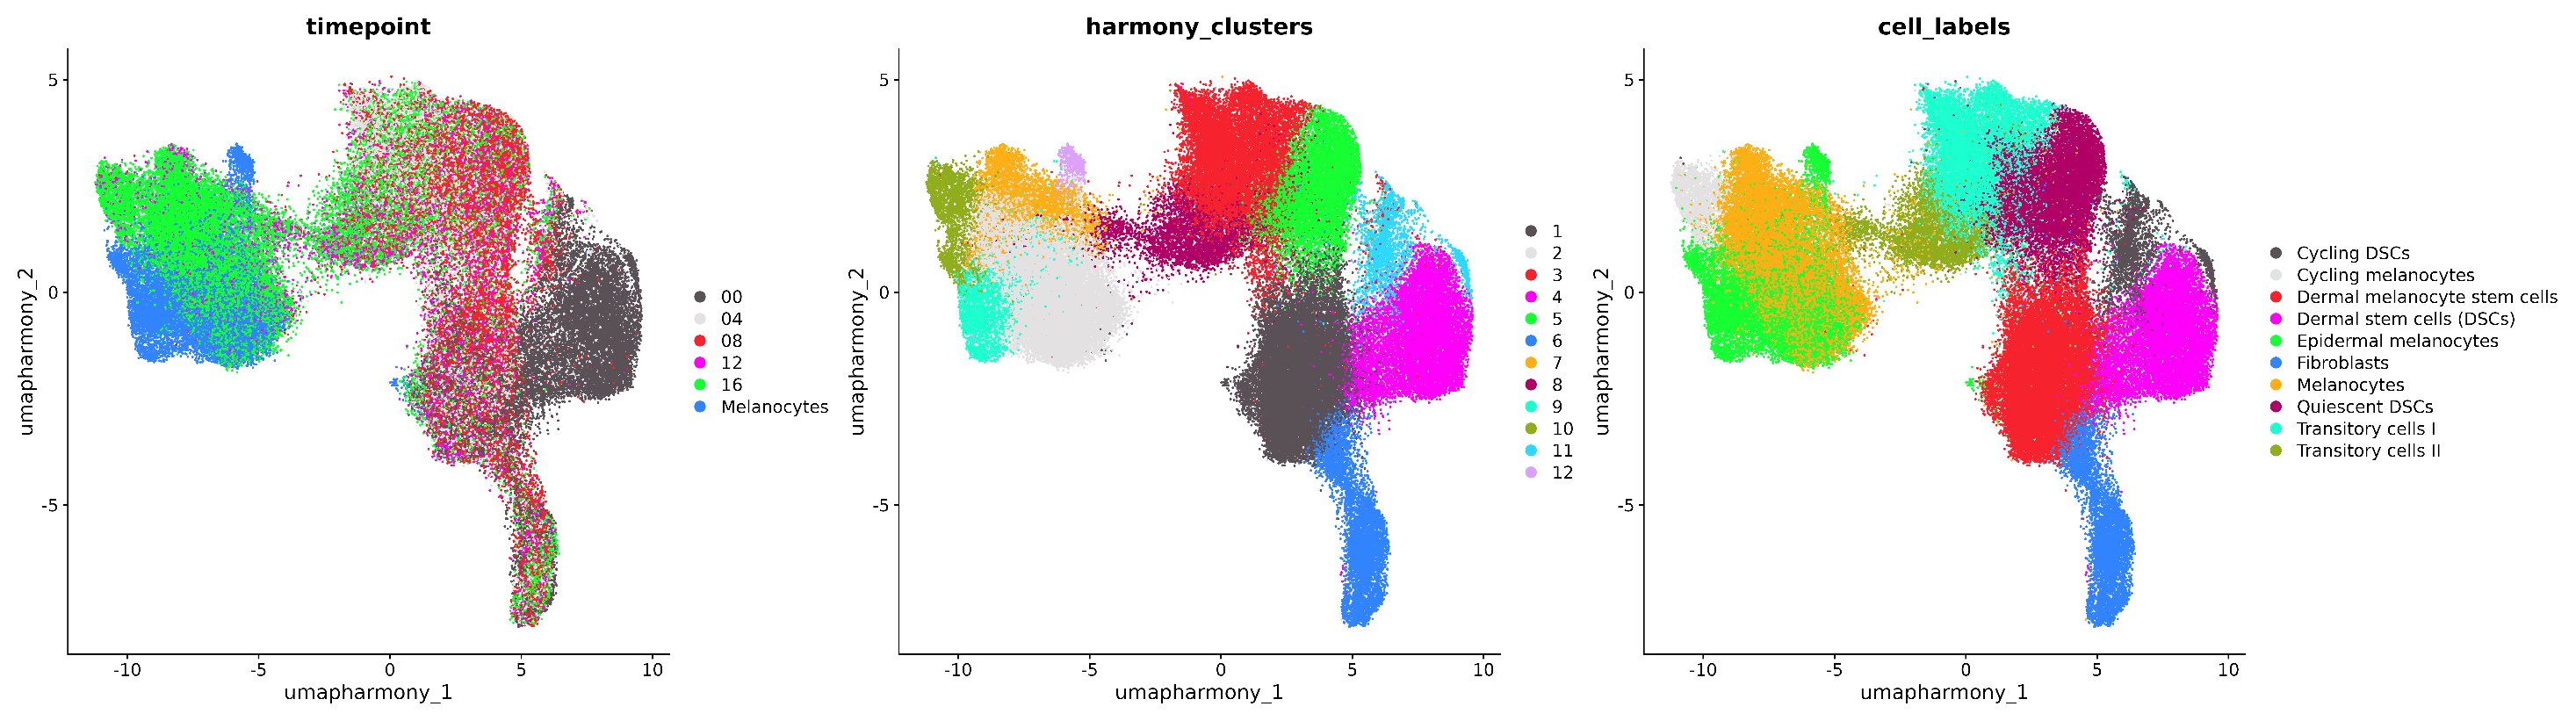 timepoint
5
0
-5
umapharmony_2
-10
-5
0
5
10
umapharmony_1
00
04
08
12
16
Melanocytes
harmony_clusters
5
0
-5
umapharmony_2
-10
-5
0
5
10
umapharmony_1
1
2
3
4
5
6
7
8
9
10
11
12
cell_labels
5
0
-5
umapharmony_2
-10
-5
0
5
10
umapharmony_1
Cycling DSCs
Cycling melanocytes
Dermal melanocyte stem cells
Dermal stem cells (DSCs)
Epidermal melanocytes
Fibroblasts
Melanocytes
Quiescent DSCs
Transitory cells I
Transitory cells II